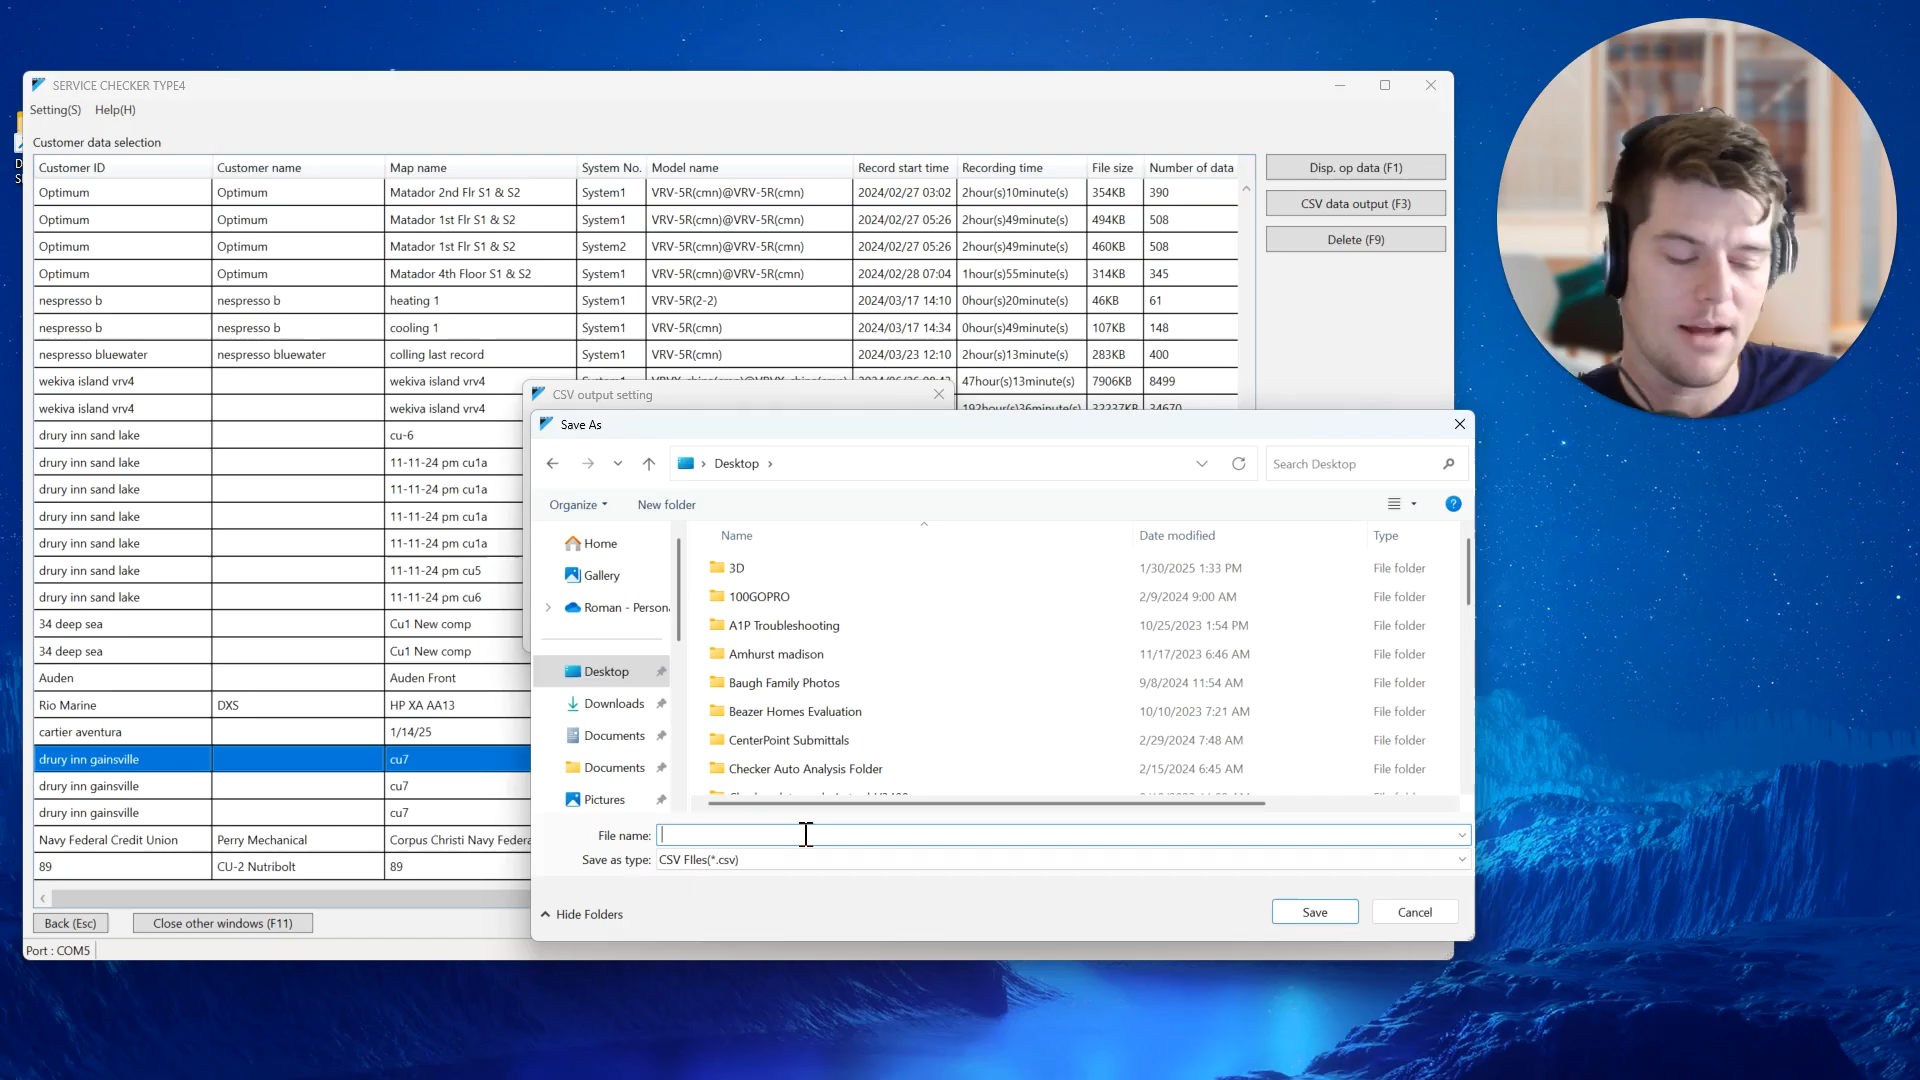 SERVICE CHECKER TYPE4
Setting(S) Help(H)
Customer data selection
Customer ID Customer name Map name System No. Model name Record start time Recording time File size Number of data
Optimum Optimum Matador 2nd Flr S1 & S2 System1 VRV-5R(cmn)@VRV-5R(cmn) 2024/02/27 03:02 2hour(s)10minute(s) 354KB 390
Optimum Optimum Matador 1st Flr S1 & S2 System1 VRV-5R(cmn)@VRV-5R(cmn) 2024/02/27 05:26 2hour(s)49minute(s) 494KB 508
Optimum Optimum Matador 1st Flr S1 & S2 System2 VRV-5R(cmn)@VRV-5R(cmn) 2024/02/27 05:26 2hour(s)49minute(s) 460KB 508
Optimum Optimum Matador 4th Floor S1 & S2 System1 VRV-5R(cmn)@VRV-5R(cmn) 2024/02/28 07:04 1hour(s)55minute(s) 314KB 345
nespresso b nespresso b heating 1 System1 VRV-5R(2-2) 2024/03/17 14:10 0hour(s)20minute(s) 46KB 61
nespresso b nespresso b cooling 1 System1 VRV-5R(cmn) 2024/03/17 14:34 0hour(s)49minute(s) 107KB 148
nespresso bluewater nespresso bluewater colling last record System1 VRV-5R(cmn) 2024/03/23 12:10 2hour(s)13minute(s) 283KB 400
wekiva island vrv4 wekiva island vrv4 47hour(s)13minute(s) 7906KB 8499
wekiva island vrv4 wekiva island vrv4 192hour(s)36minute(s) 32237KB 34670
drury inn sand lake cu-6
drury inn sand lake 11-11-24 pm cu1a
drury inn sand lake 11-11-24 pm cu1a
drury inn sand lake 11-11-24 pm cu1a
drury inn sand lake 11-11-24 pm cu1a
drury inn sand lake 11-11-24 pm cu5
drury inn sand lake 11-11-24 pm cu6
34 deep sea Cu1 New comp
34 deep sea Cu1 New comp
Auden Auden Front
Rio Marine DXS HP XA AA13
cartier aventura 1/14/25
drury inn gainsville cu7
drury inn gainsville cu7
drury inn gainsville cu7
Navy Federal Credit Union Perry Mechanical Corpus Christi Navy Federa
89 CU-2 Nutribolt 89
Back (Esc) Close other windows (F11)
Port : COM5
Disp. op data (F1)
CSV data output (F3)
Delete (F9)
CSV output setting
Save As
Desktop
Search Desktop
Organize New folder
Home
Gallery
Roman - Persona
Desktop
Downloads
Documents
Documents
Pictures
Name Date modified Type
3D 1/30/2025 1:33 PM File folder
100GOPRO 2/9/2024 9:00 AM File folder
A1P Troubleshooting 10/25/2023 1:54 PM File folder
Amhurst madison 11/17/2023 6:46 AM File folder
Baugh Family Photos 9/8/2024 11:54 AM File folder
Beazer Homes Evaluation 10/10/2023 7:21 AM File folder
CenterPoint Submittals 2/29/2024 7:48 AM File folder
Checker Auto Analysis Folder 2/15/2024 6:45 AM File folder
File name:
Save as type: CSV FIles(*.csv)
Hide Folders
Save Cancel